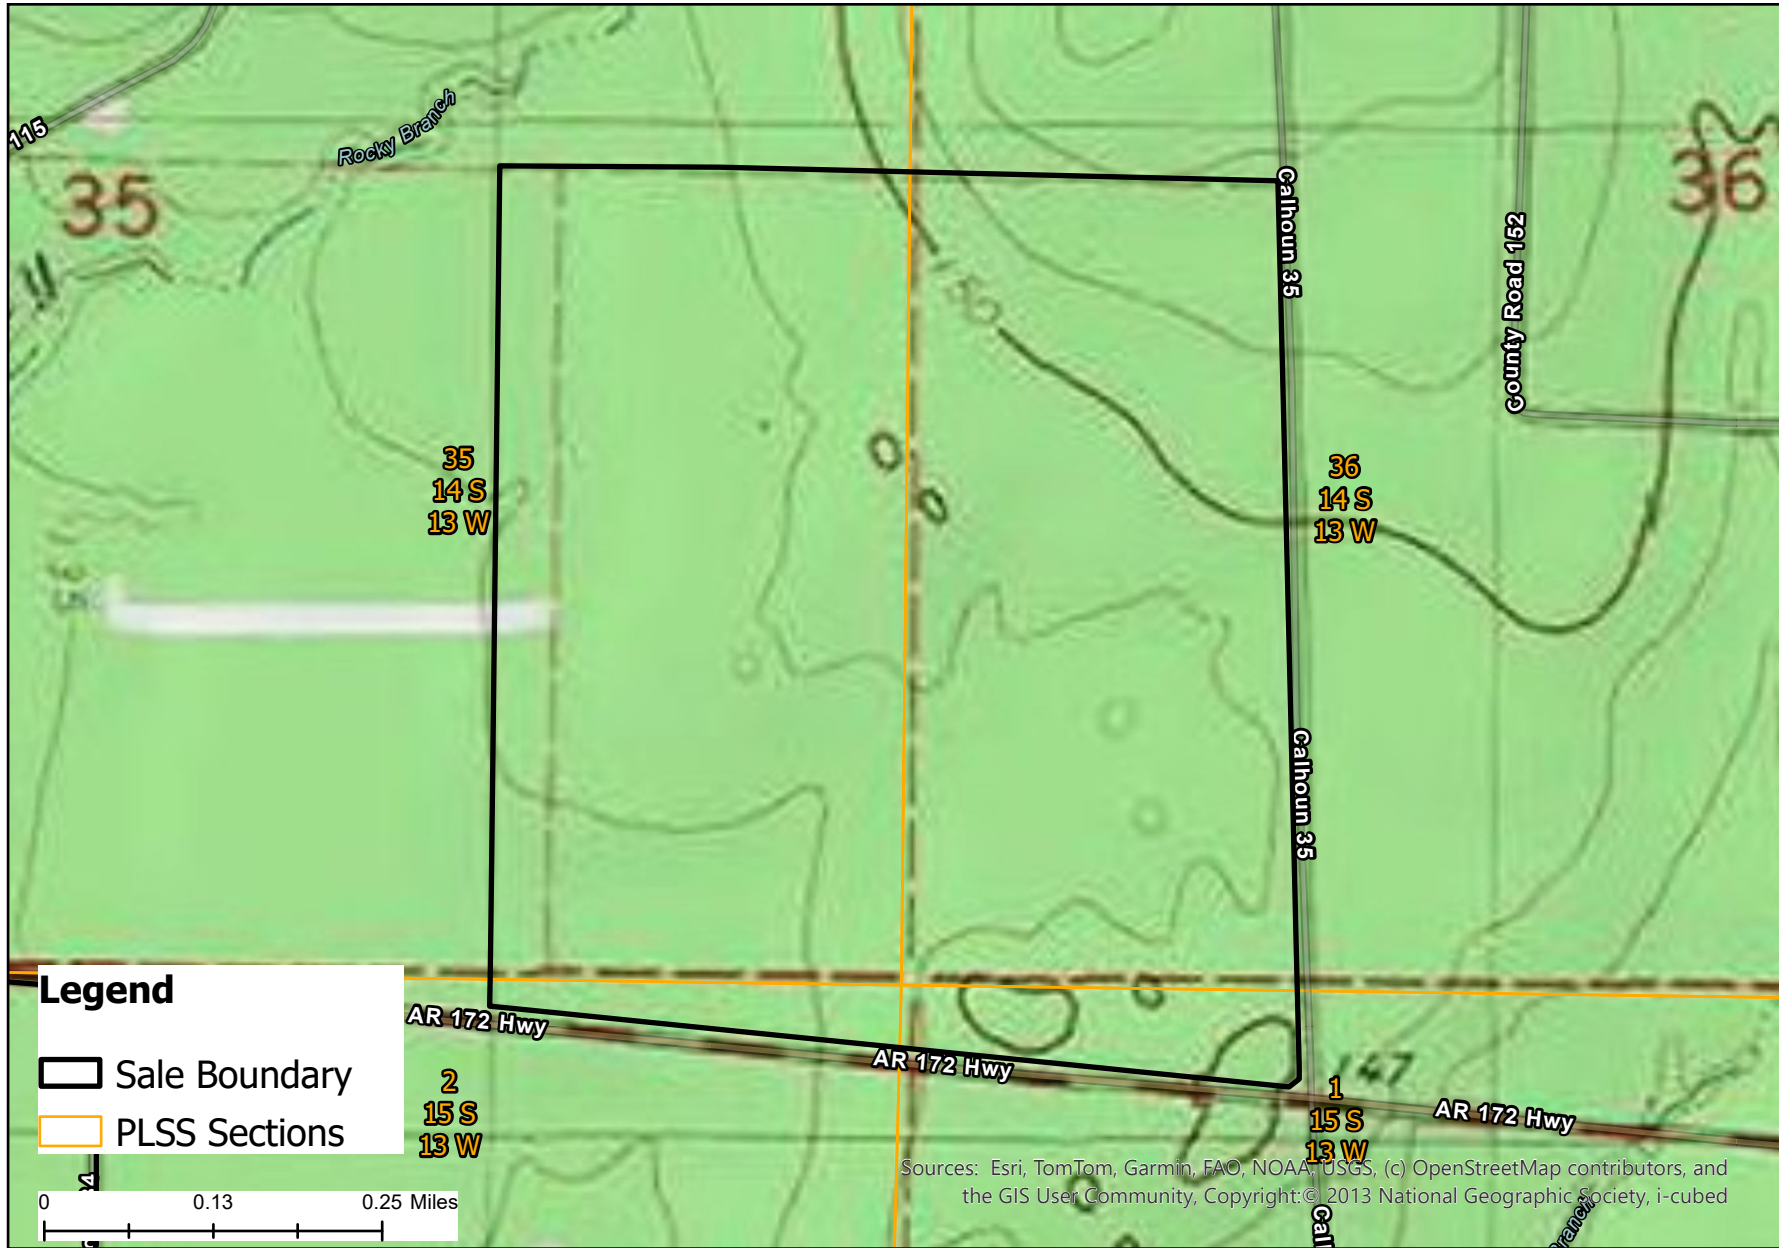 115
Rocky Branch
35
36
Calhoun 35
County Road 152
150
35
14 S
13 W
36
14 S
13 W
Calhoun 35
Legend
Sale Boundary
PLSS Sections
AR 172 Hwy
AR 172 Hwy
AR 172 Hwy
147
2
15 S
13 W
1
15 S
13 W
0 0.13 0.25 Miles
Sources: Esri, TomTom, Garmin, FAO, NOAA, USGS, (c) OpenStreetMap contributors, and
the GIS User Community, Copyright:© 2013 National Geographic Society, i-cubed
Call
Branch